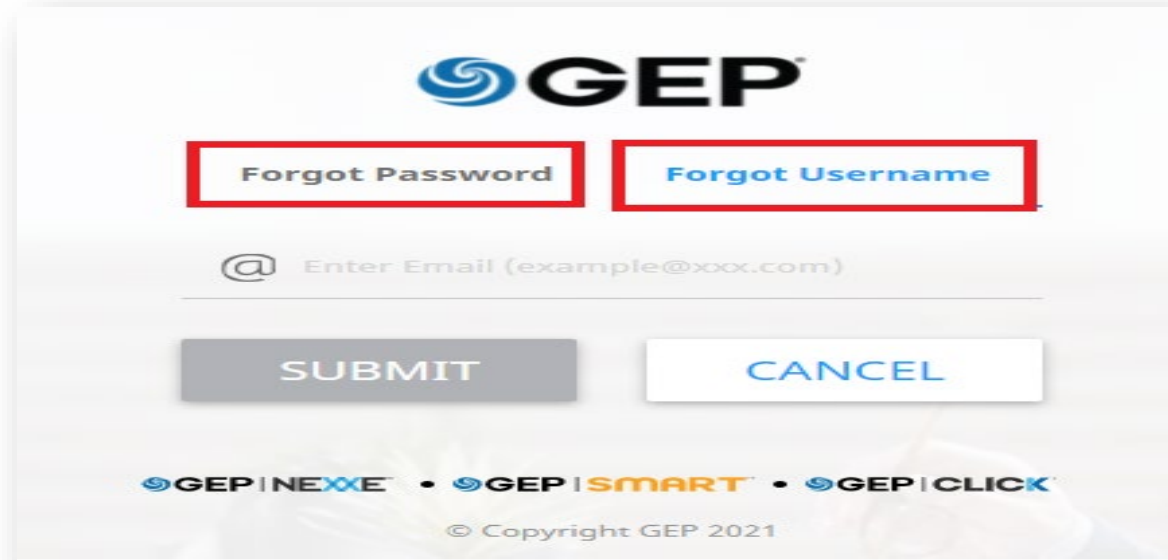 GEP
Forgot Password Forgot Username
@ Enter Email (example@xxx.com)
SUBMIT CANCEL
GEP|NEXXE • GEP|SMART • GEP|CLICK
© Copyright GEP 2021